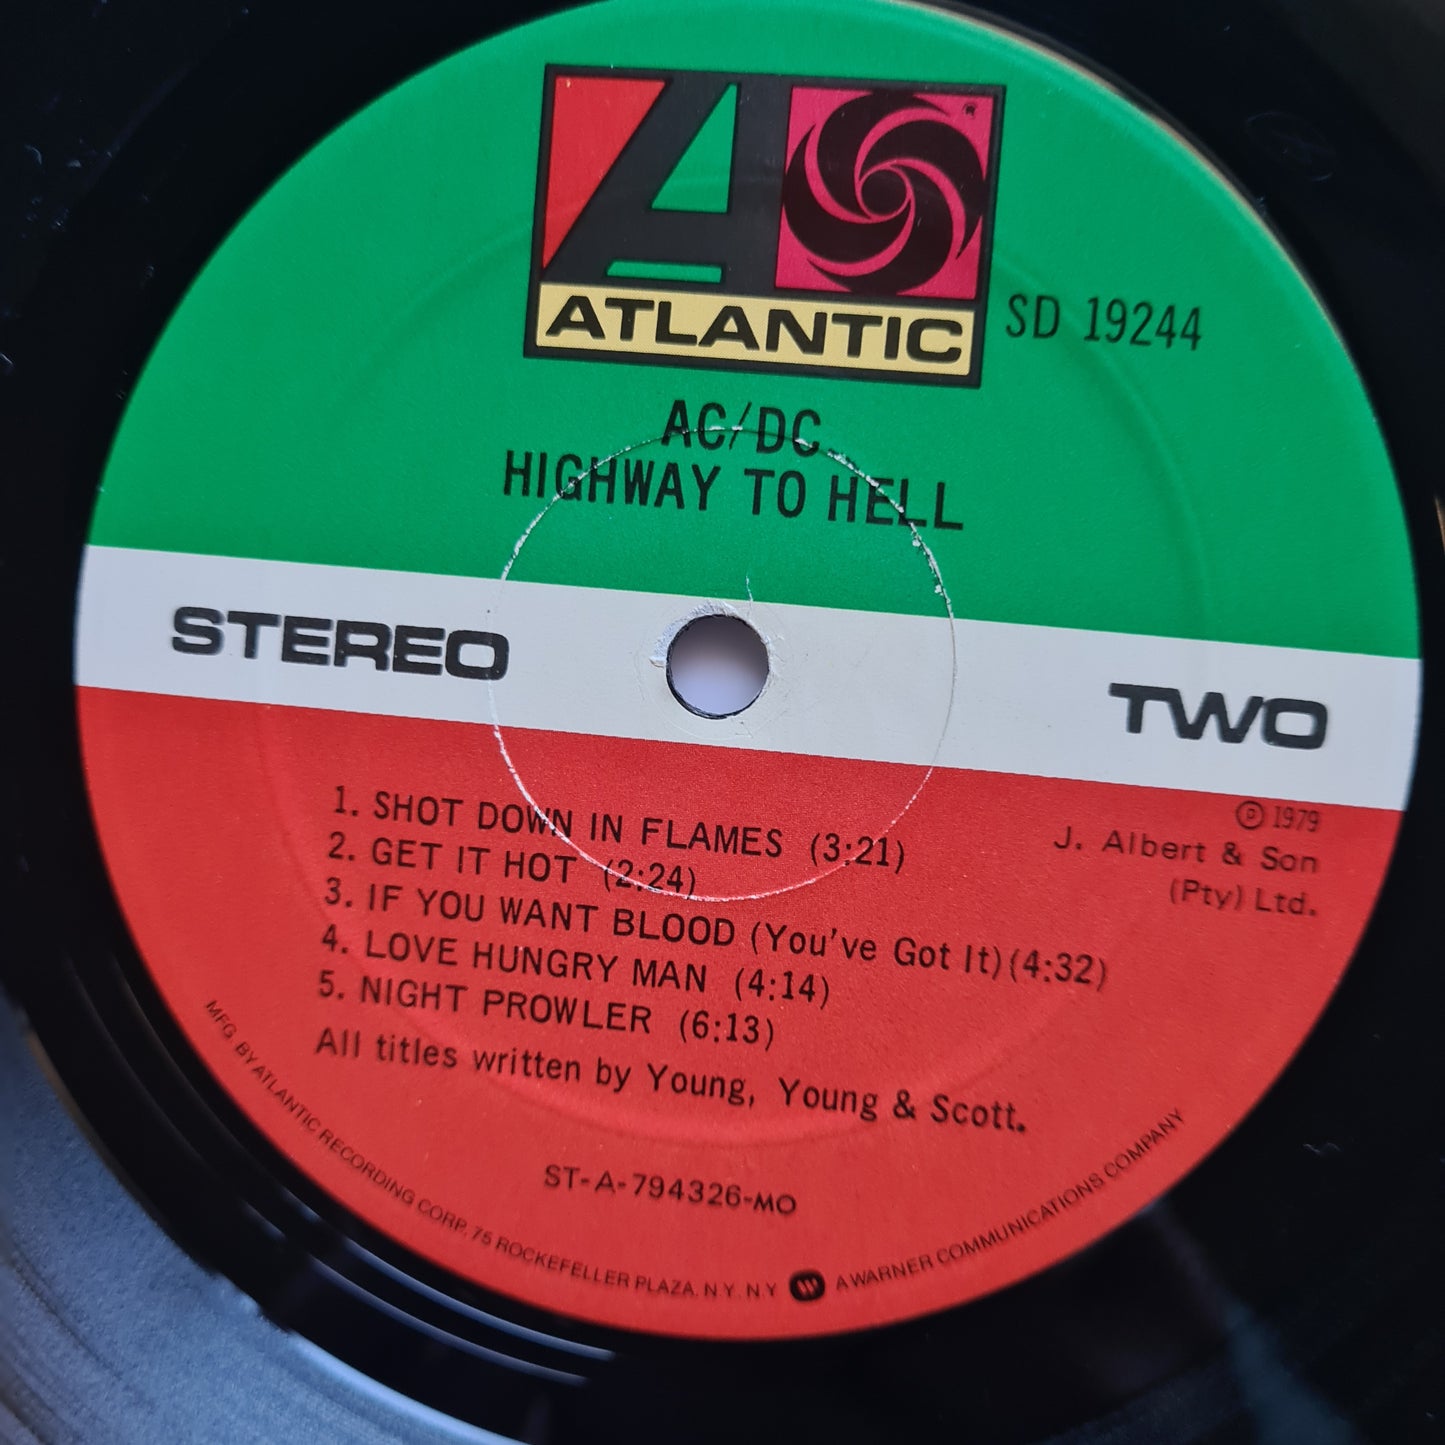 ATLANTIC
®
SD 19244
AC/DC
HIGHWAY TO HELL
STEREO
TWO
℗ 1979
J. Albert & Son
(Pty) Ltd.
1. SHOT DOWN IN FLAMES (3:21)
2. GET IT HOT (2:24)
3. IF YOU WANT BLOOD (You've Got It) (4:32)
4. LOVE HUNGRY MAN (4:14)
5. NIGHT PROWLER (6:13)
All titles written by Young, Young & Scott.
ST-A-794326-MO
MFG. BY ATLANTIC RECORDING CORP., 75 ROCKEFELLER PLAZA, N.Y. N.Y. A WARNER COMMUNICATIONS COMPANY